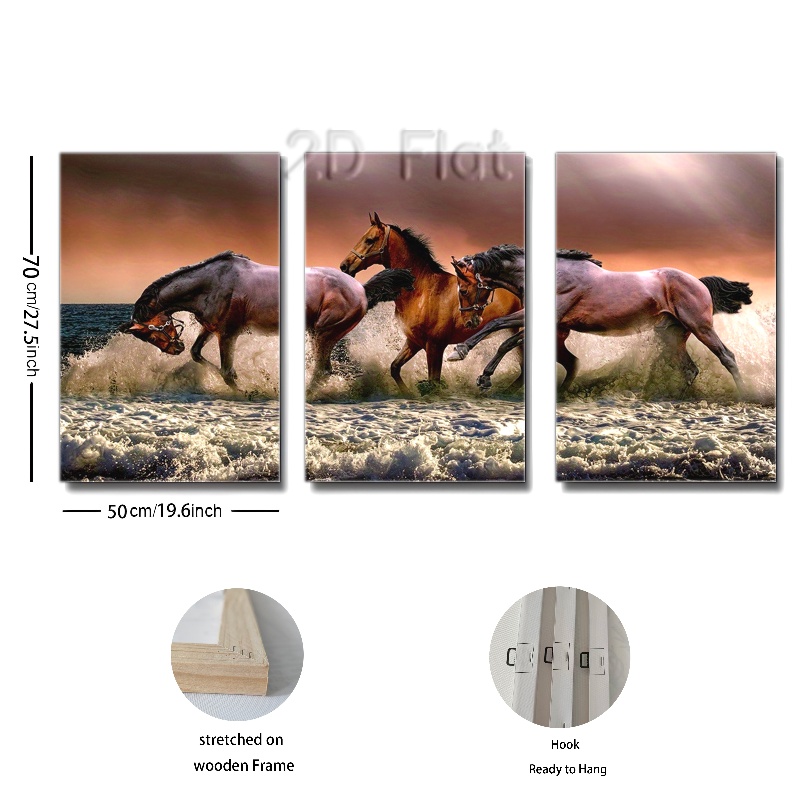 2D Flat
70cm/27.5inch
50cm/19.6inch
stretched on
wooden Frame
Hook
Ready to Hang